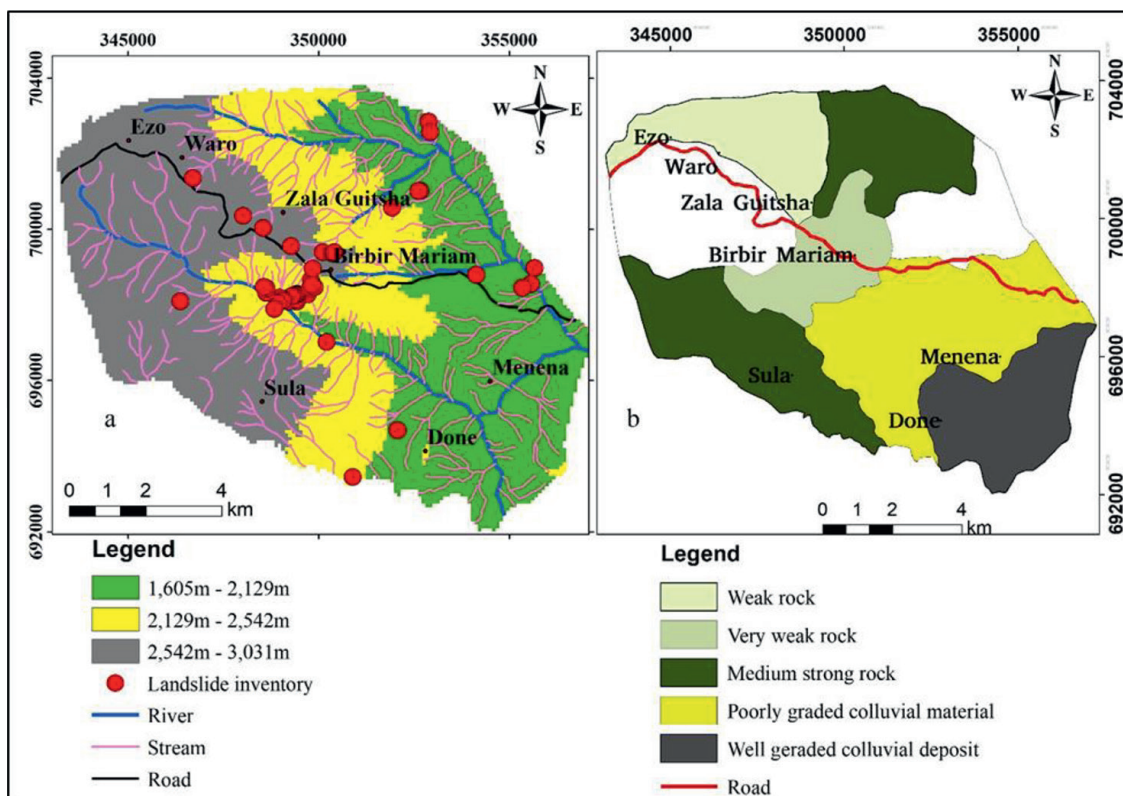 345000 350000 355000
704000
700000
696000
692000
N
W E
S
Ezo
Waro
Zala Guitsha
Birbir Mariam
Menena
Sula
Done
a
0 1 2 4
km
Legend
1,605m - 2,129m
2,129m - 2,542m
2,542m - 3,031m
Landslide inventory
River
Stream
Road
345000 350000 355000
704000
700000
696000
692000
N
W E
S
Ezo
Waro
Zala Guitsha
Birbir Mariam
Menena
Sula
Done
b
0 1 2 4
km
Legend
Weak rock
Very weak rock
Medium strong rock
Poorly graded colluvial material
Well geraded colluvial deposit
Road